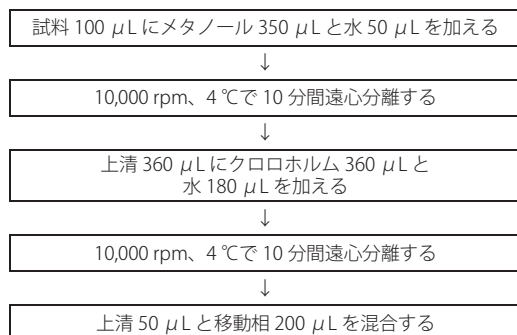 試料 100 μL にメタノール 350 μL と水 50 μL を加える
↓
10,000 rpm、4 ℃で 10 分間遠心分離する
↓
上清 360 μL にクロロホルム 360 μL と
水 180 μL を加える
↓
10,000 rpm、4 ℃で 10 分間遠心分離する
↓
上清 50 μL と移動相 200 μL を混合する